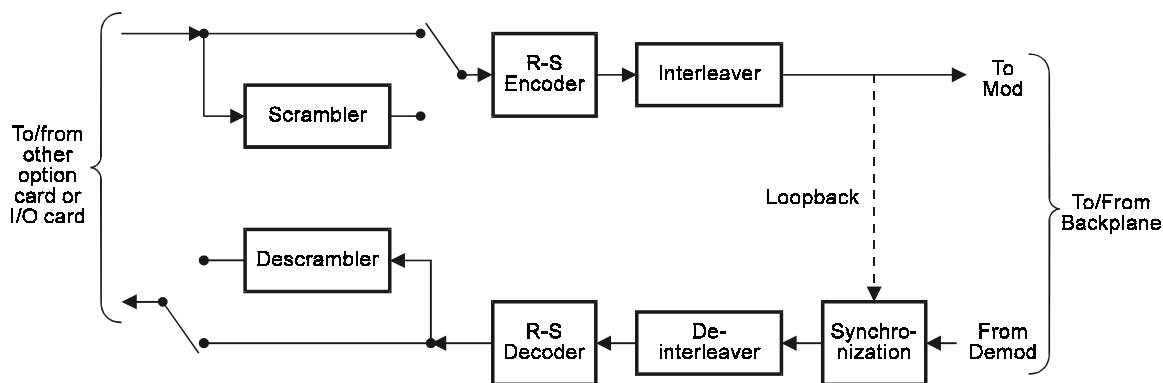 R-S
Encoder
Interleaver
To
Mod
Scrambler
To/from
other
option
card or
I/O card
Loopback
To/From
Backplane
Descrambler
R-S
Decoder
De-
interleaver
Synchro-
nization
From
Demod